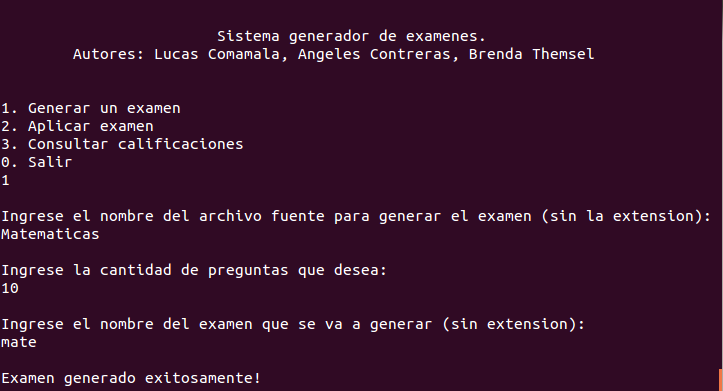 Sistema generador de examenes.
Autores: Lucas Comamala, Angeles Contreras, Brenda Themsel
1. Generar un examen
2. Aplicar examen
3. Consultar calificaciones
0. Salir
1
Ingrese el nombre del archivo fuente para generar el examen (sin la extension):
Matematicas
Ingrese la cantidad de preguntas que desea:
10
Ingrese el nombre del examen que se va a generar (sin extension):
mate
Examen generado exitosamente!